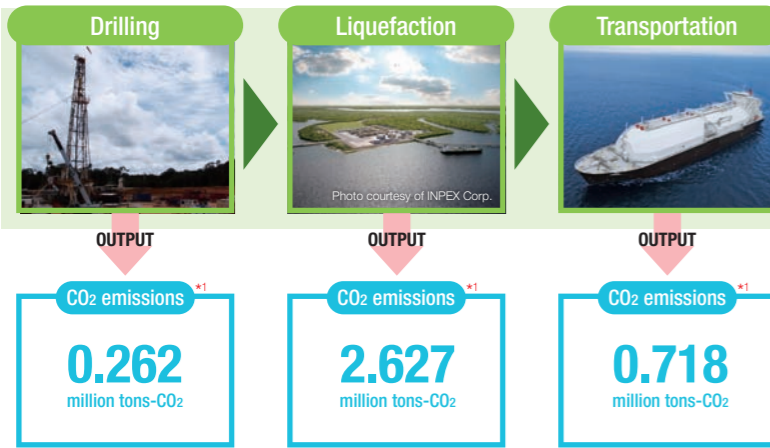 Drilling
Liquefaction
Transportation
Photo courtesy of INPEX Corp.
OUTPUT
OUTPUT
OUTPUT
CO₂ emissions *1
CO₂ emissions *1
CO₂ emissions *1
0.262
million tons-CO₂
2.627
million tons-CO₂
0.718
million tons-CO₂